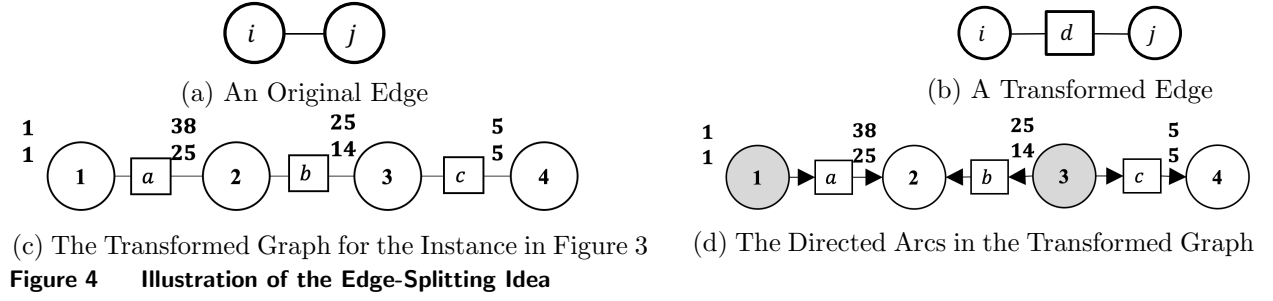 i j
i d j
(a) An Original Edge
(b) A Transformed Edge
1 38 25 5
1 25 14 5
1 a 2 b 3 c 4
1 38 25 5
1 25 14 5
1 a 2 b 3 c 4
(c) The Transformed Graph for the Instance in Figure 3
(d) The Directed Arcs in the Transformed Graph
Figure 4 Illustration of the Edge-Splitting Idea